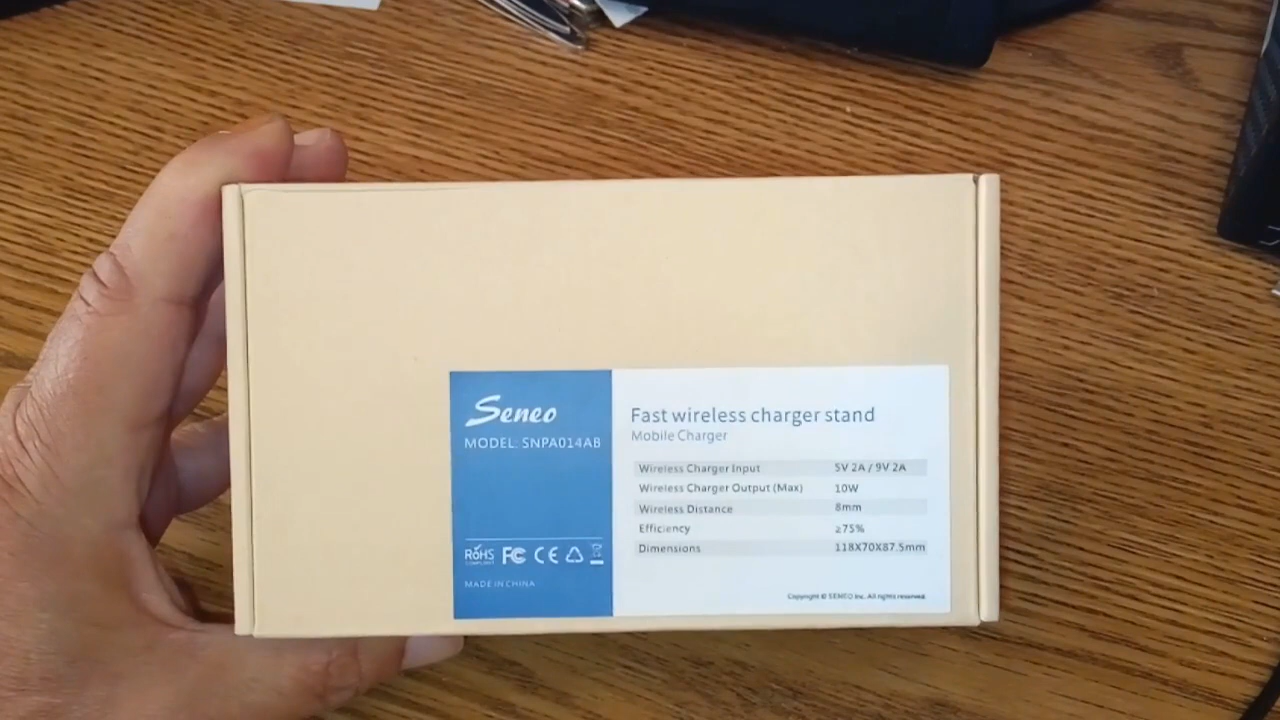 Seneo
MODEL: SNPA014AB
RoHS
COMPLIANT
FC CE
MADE IN CHINA
Fast wireless charger stand
Mobile Charger
Wireless Charger Input 5V 2A / 9V 2A
Wireless Charger Output (Max) 10W
Wireless Distance 8mm
Efficiency ≥75%
Dimensions 118X70X87.5mm
Copyright © SENEO Inc. All rights reserved.